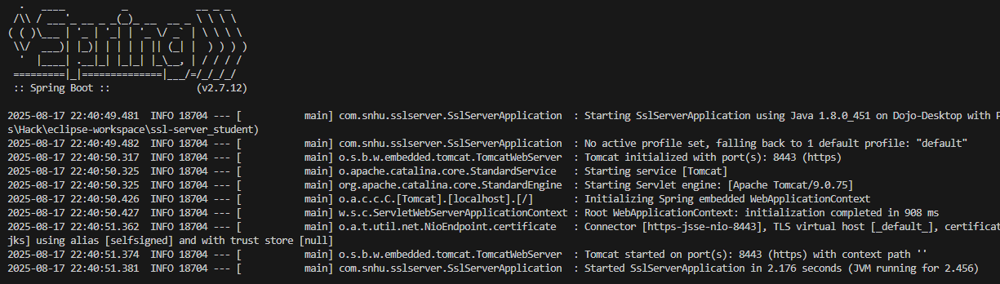 .   ____          _            __ _ _
 /\\ / ___'_ __ _ _(_)_ __  __ _ \ \ \ \
( ( )\___ | '_ | '_| | '_ \/ _` | \ \ \ \
 \\/  ___)| |_)| | | | | || (_| |  ) ) ) )
  '  |____| .__|_| |_|_| |_\__, | / / / /
 =========|_|==============|___/=/_/_/_/
 :: Spring Boot ::               (v2.7.12)
2025-08-17 22:40:49.481  INFO 18704 --- [           main] com.snhu.sslserver.SslServerApplication  : Starting SslServerApplication using Java 1.8.0_451 on Dojo-Desktop with P
s\Hack\eclipse-workspace\ssl-server_student)
2025-08-17 22:40:49.482  INFO 18704 --- [           main] com.snhu.sslserver.SslServerApplication  : No active profile set, falling back to 1 default profile: "default"
2025-08-17 22:40:50.317  INFO 18704 --- [           main] o.s.b.w.embedded.tomcat.TomcatWebServer  : Tomcat initialized with port(s): 8443 (https)
2025-08-17 22:40:50.325  INFO 18704 --- [           main] o.apache.catalina.core.StandardService   : Starting service [Tomcat]
2025-08-17 22:40:50.325  INFO 18704 --- [           main] org.apache.catalina.core.StandardEngine  : Starting Servlet engine: [Apache Tomcat/9.0.75]
2025-08-17 22:40:50.426  INFO 18704 --- [           main] o.a.c.c.C.[Tomcat].[localhost].[/]       : Initializing Spring embedded WebApplicationContext
2025-08-17 22:40:50.427  INFO 18704 --- [           main] w.s.c.ServletWebServerApplicationContext : Root WebApplicationContext: initialization completed in 908 ms
2025-08-17 22:40:51.362  INFO 18704 --- [           main] o.a.t.util.net.NioEndpoint.certificate   : Connector [https-jsse-nio-8443], TLS virtual host [_default_], certificat
jks] using alias [selfsigned] and with trust store [null]
2025-08-17 22:40:51.374  INFO 18704 --- [           main] o.s.b.w.embedded.tomcat.TomcatWebServer  : Tomcat started on port(s): 8443 (https) with context path ''
2025-08-17 22:40:51.381  INFO 18704 --- [           main] com.snhu.sslserver.SslServerApplication  : Started SslServerApplication in 2.176 seconds (JVM running for 2.456)